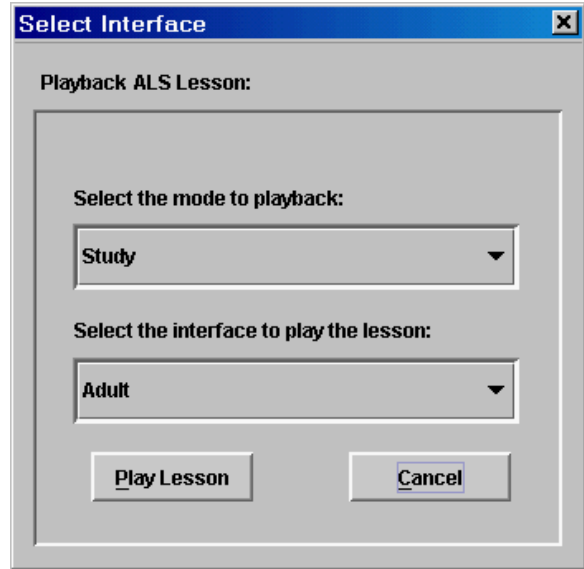 Select Interface
Playback ALS Lesson:
Select the mode to playback:
Study
Select the interface to play the lesson:
Adult
Play Lesson
Cancel